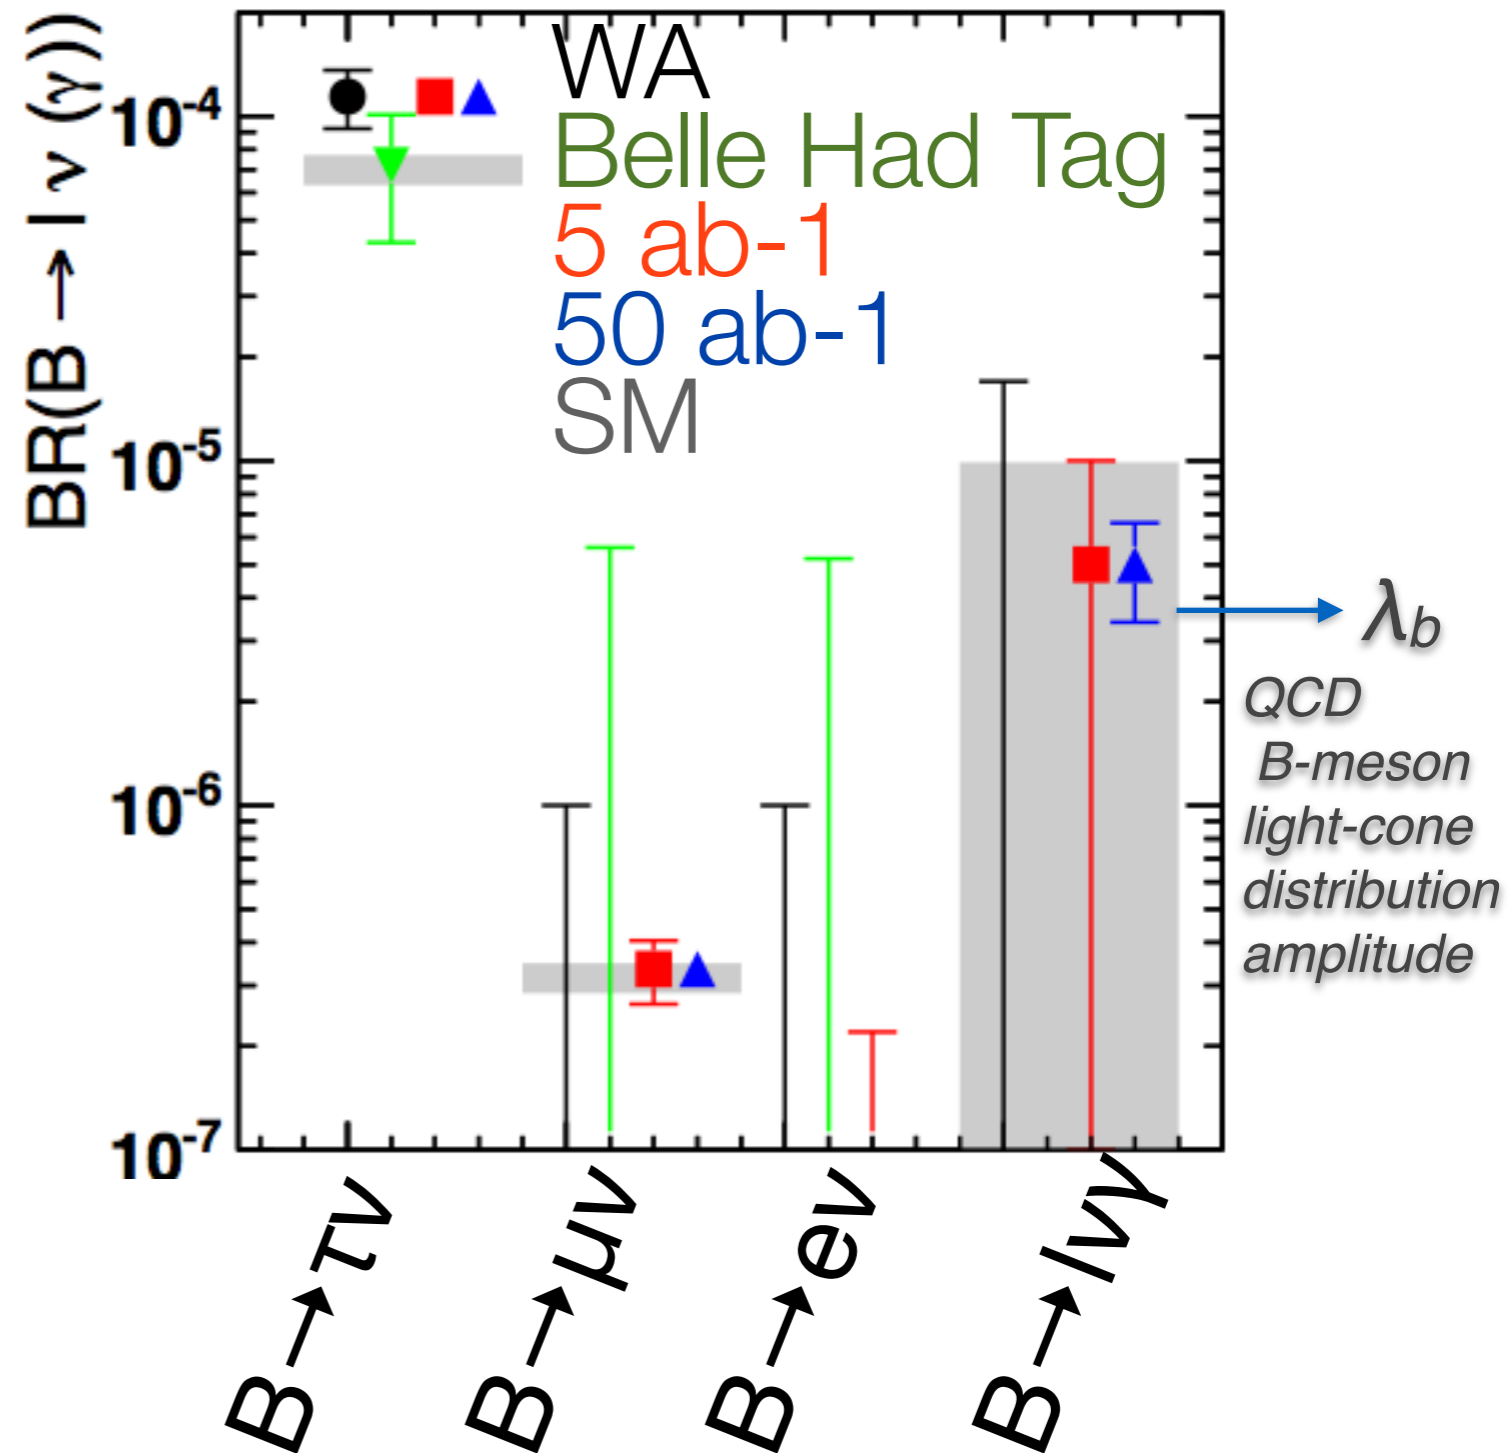 BR(B → l ν (γ))
10-4
10-5
10-6
10-7
WA
Belle Had Tag
5 ab-1
50 ab-1
SM
λb
QCD
B-meson
light-cone
distribution
amplitude
B→τν
B→μν
B→eν
B→lνγ